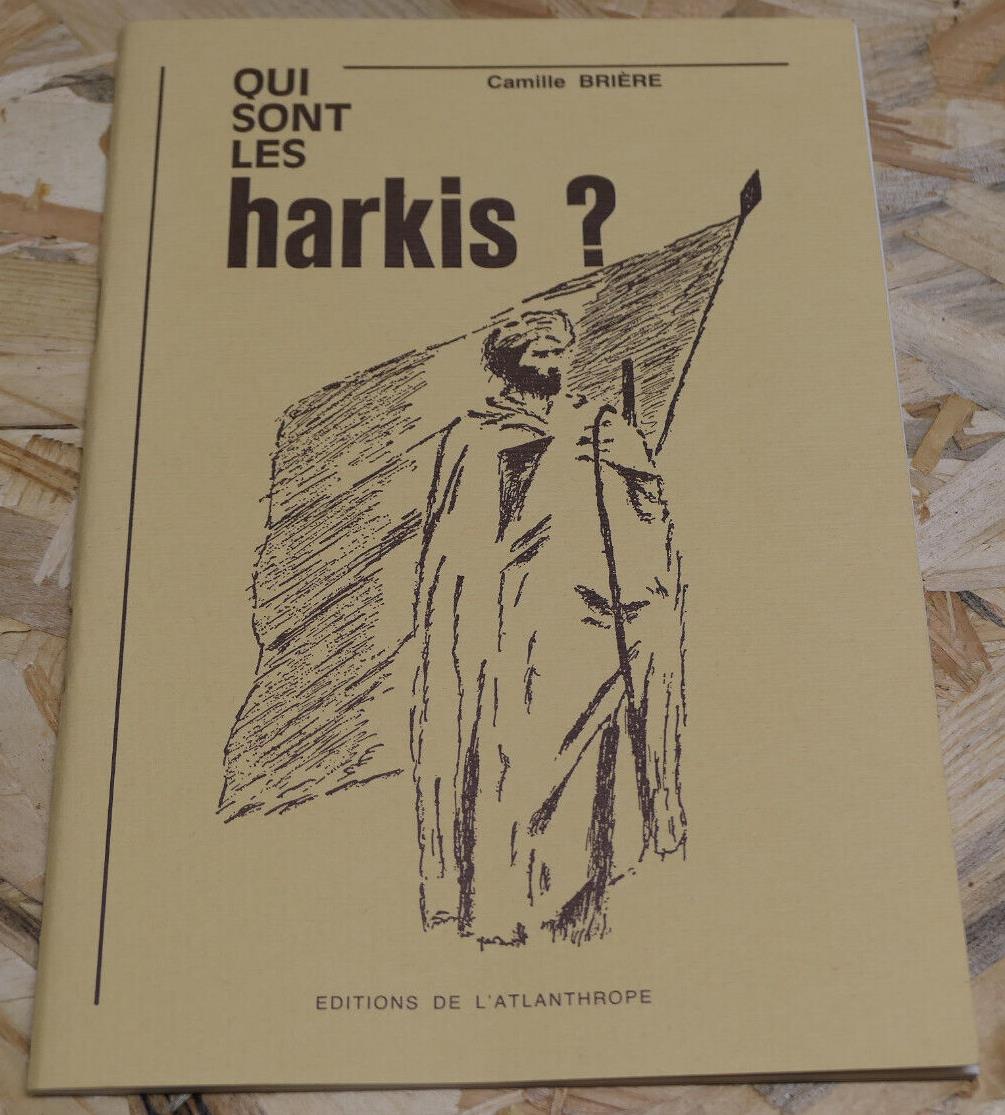 Camille BRIÈRE
QUI
SONT
LES
harkis ?
EDITIONS DE L'ATLANTHROPE